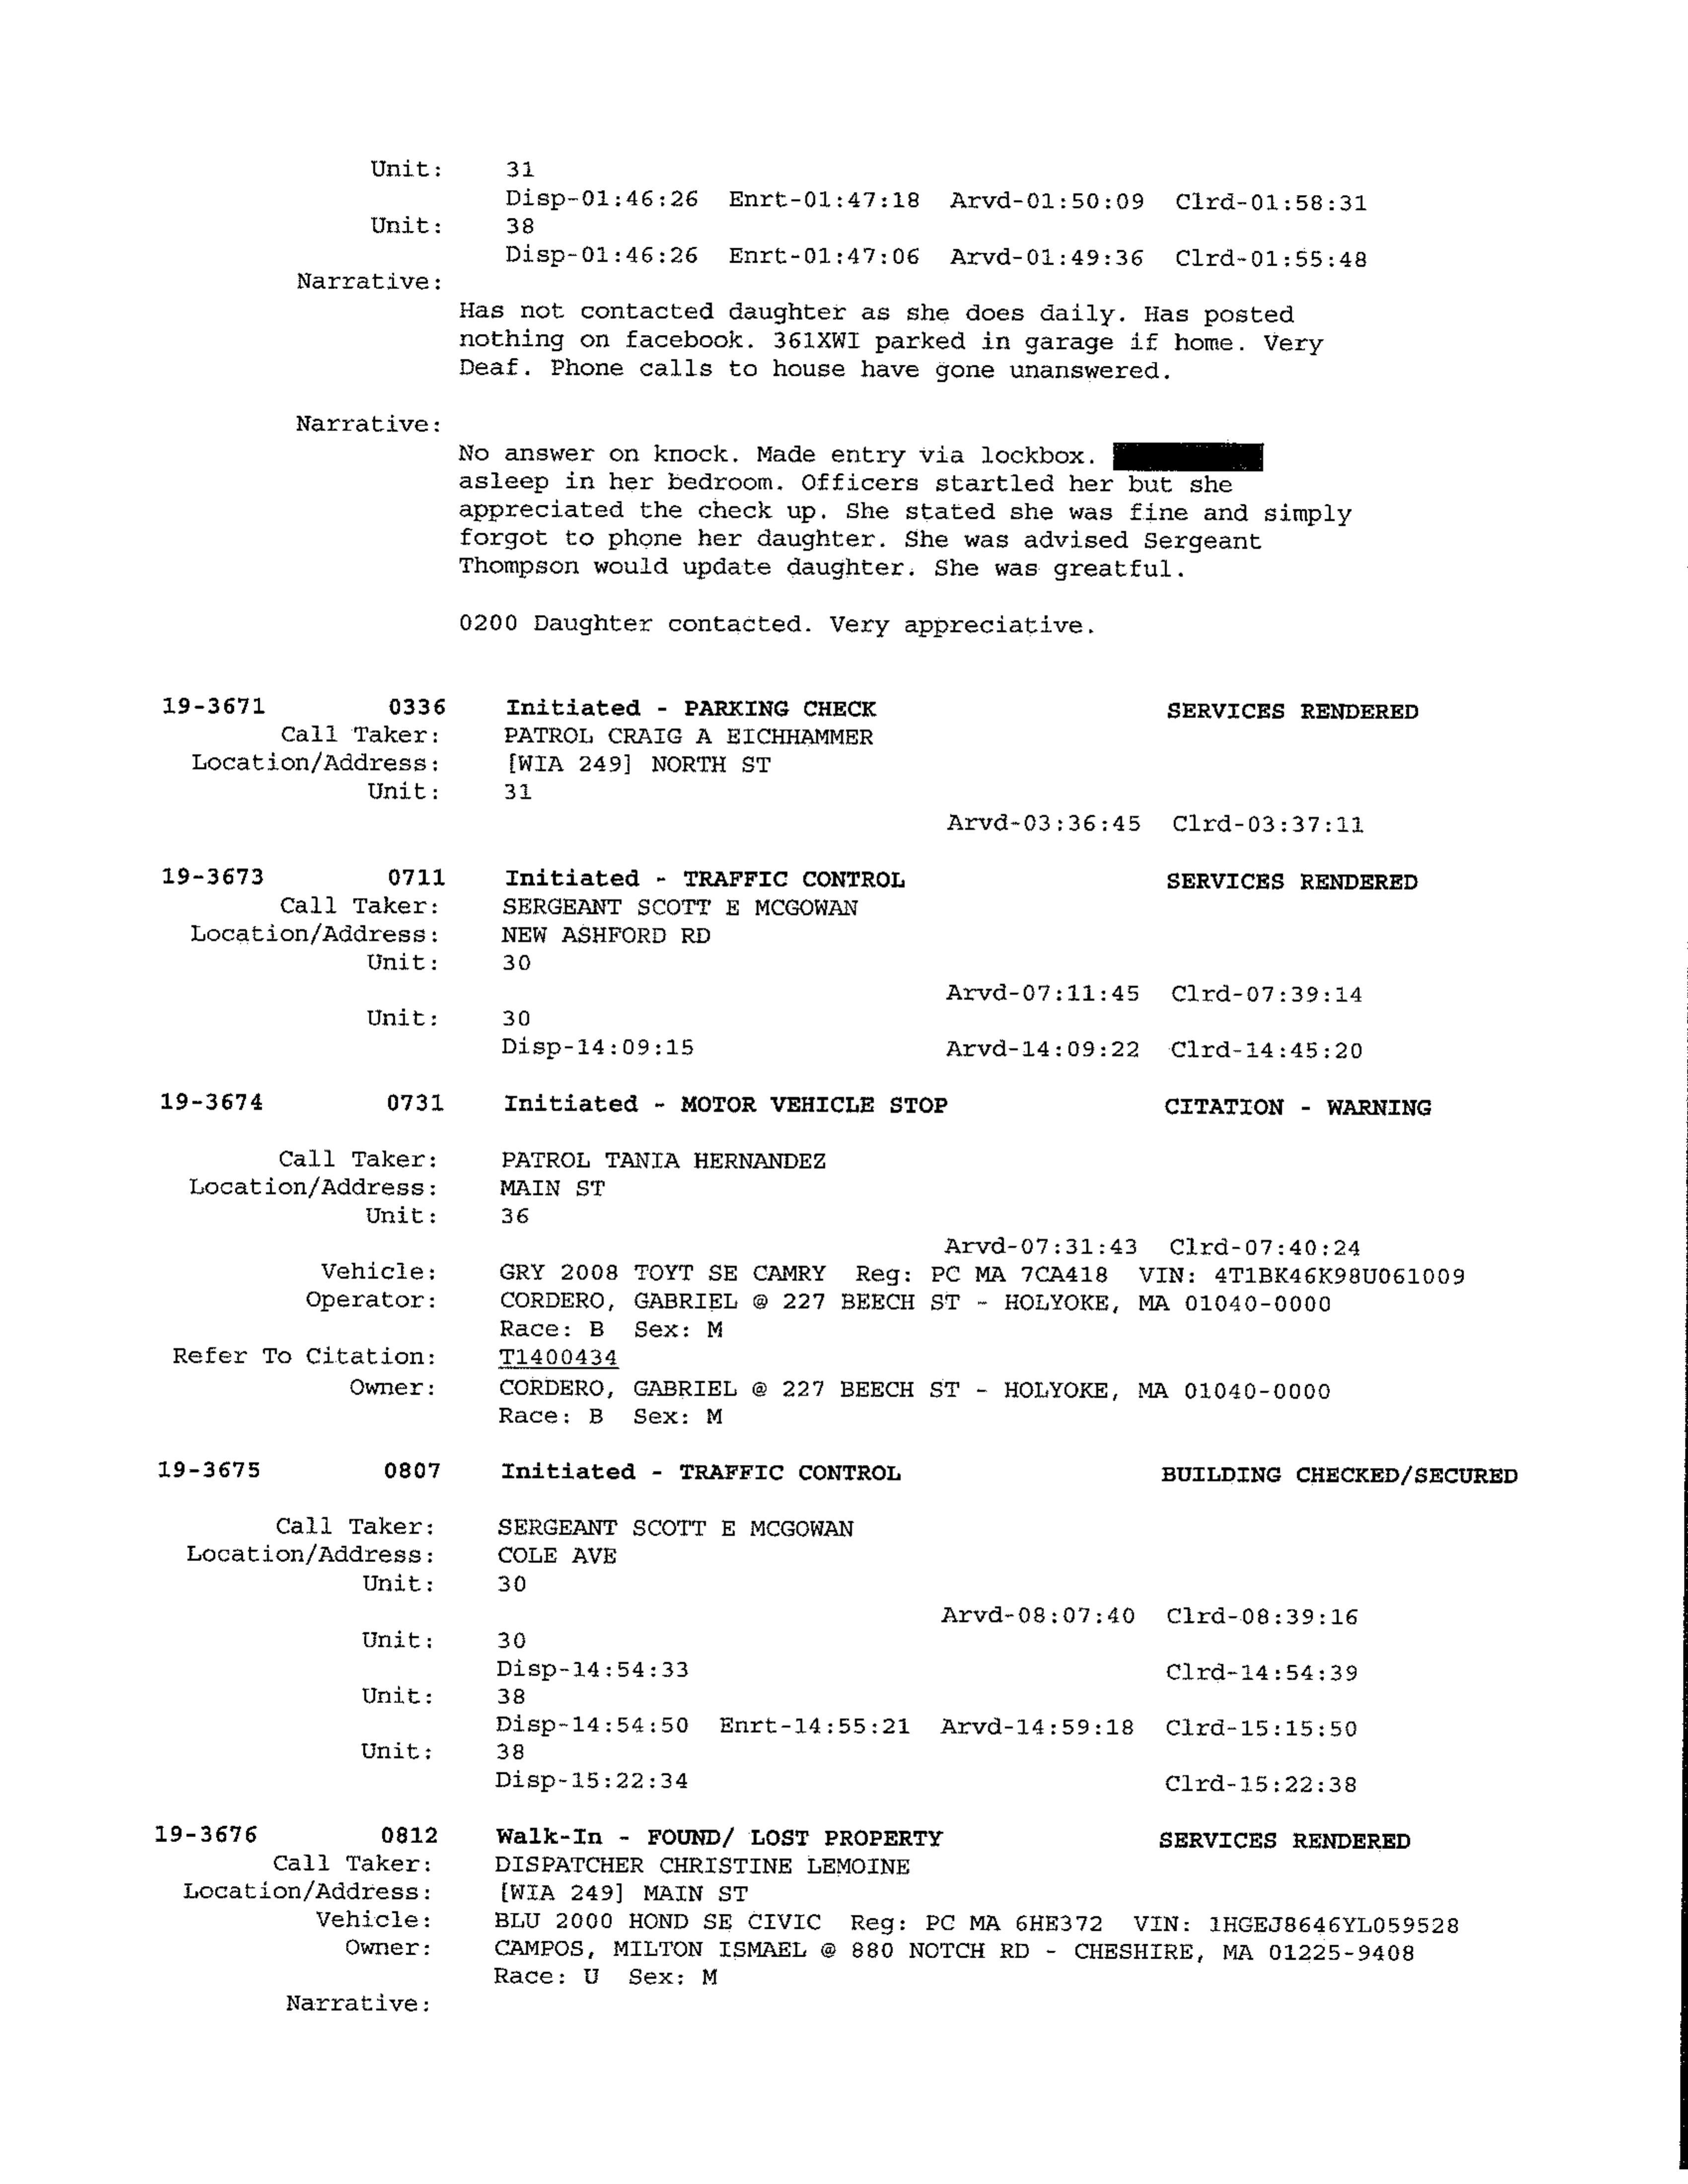 Unit: 31
Disp-01:46:26 Enrt-01:47:18 Arvd-01:50:09 Clrd-01:58:31
Unit: 38
Disp-01:46:26 Enrt-01:47:06 Arvd-01:49:36 Clrd-01:55:48
Narrative:
Has not contacted daughter as she does daily. Has posted
nothing on facebook. 361XWI parked in garage if home. Very
Deaf. Phone calls to house have gone unanswered.
Narrative:
No answer on knock. Made entry via lockbox.
asleep in her bedroom. Officers startled her but she
appreciated the check up. She stated she was fine and simply
forgot to phone her daughter. She was advised Sergeant
Thompson would update daughter. She was greatful.
0200 Daughter contacted. Very appreciative.
19-3671 0336 Initiated - PARKING CHECK SERVICES RENDERED
Call Taker: PATROL CRAIG A EICHHAMMER
Location/Address: [WIA 249] NORTH ST
Unit: 31
Arvd-03:36:45 Clrd-03:37:11
19-3673 0711 Initiated - TRAFFIC CONTROL SERVICES RENDERED
Call Taker: SERGEANT SCOTT E MCGOWAN
Location/Address: NEW ASHFORD RD
Unit: 30
Arvd-07:11:45 Clrd-07:39:14
Unit: 30
Disp-14:09:15 Arvd-14:09:22 Clrd-14:45:20
19-3674 0731 Initiated - MOTOR VEHICLE STOP CITATION - WARNING
Call Taker: PATROL TANIA HERNANDEZ
Location/Address: MAIN ST
Unit: 36
Arvd-07:31:43 Clrd-07:40:24
Vehicle: GRY 2008 TOYT SE CAMRY Reg: PC MA 7CA418 VIN: 4T1BK46K98U061009
Operator: CORDERO, GABRIEL @ 227 BEECH ST - HOLYOKE, MA 01040-0000
Race: B Sex: M
Refer To Citation: T1400434
Owner: CORDERO, GABRIEL @ 227 BEECH ST - HOLYOKE, MA 01040-0000
Race: B Sex: M
19-3675 0807 Initiated - TRAFFIC CONTROL BUILDING CHECKED/SECURED
Call Taker: SERGEANT SCOTT E MCGOWAN
Location/Address: COLE AVE
Unit: 30
Arvd-08:07:40 Clrd-08:39:16
Unit: 30
Disp-14:54:33 Clrd-14:54:39
Unit: 38
Disp-14:54:50 Enrt-14:55:21 Arvd-14:59:18 Clrd-15:15:50
Unit: 38
Disp-15:22:34 Clrd-15:22:38
19-3676 0812 Walk-In - FOUND/ LOST PROPERTY SERVICES RENDERED
Call Taker: DISPATCHER CHRISTINE LEMOINE
Location/Address: [WIA 249] MAIN ST
Vehicle: BLU 2000 HOND SE CIVIC Reg: PC MA 6HE372 VIN: 1HGEJ8646YL059528
Owner: CAMPOS, MILTON ISMAEL @ 880 NOTCH RD - CHESHIRE, MA 01225-9408
Race: U Sex: M
Narrative: